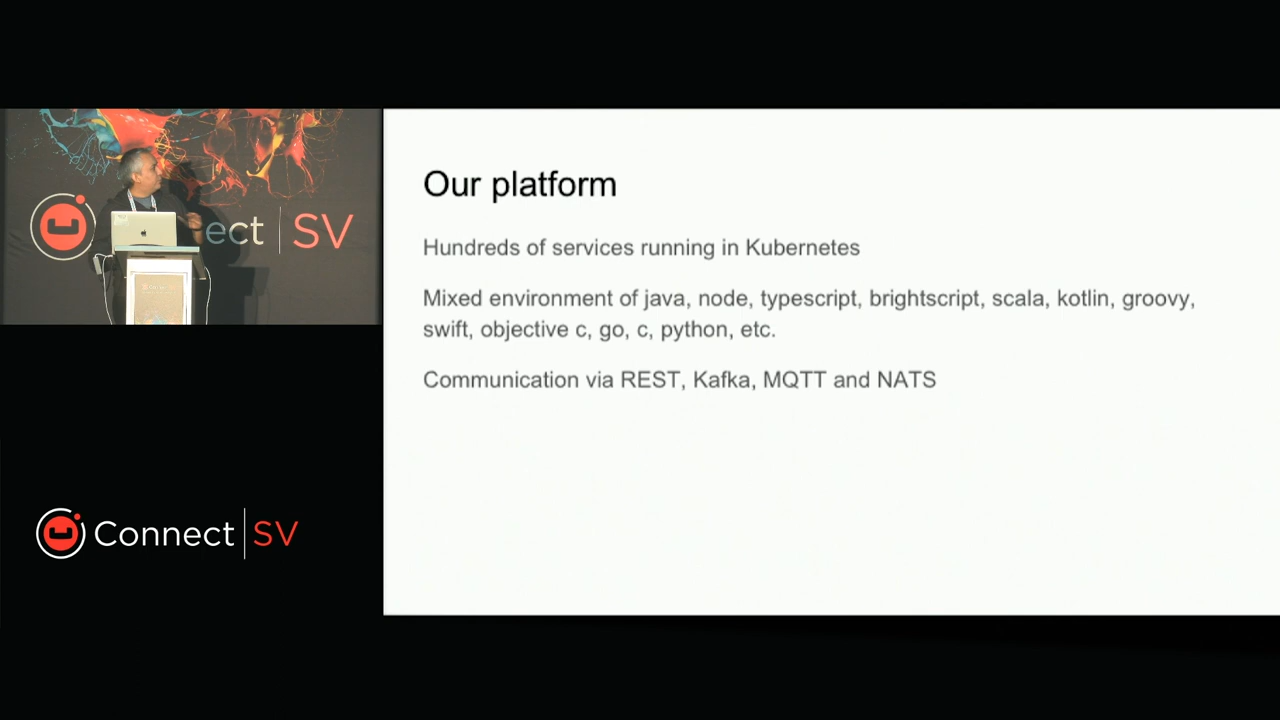 ect | SV
Our platform
Hundreds of services running in Kubernetes
Mixed environment of java, node, typescript, brightscript, scala, kotlin, groovy,
swift, objective c, go, c, python, etc.
Communication via REST, Kafka, MQTT and NATS
Connect | SV